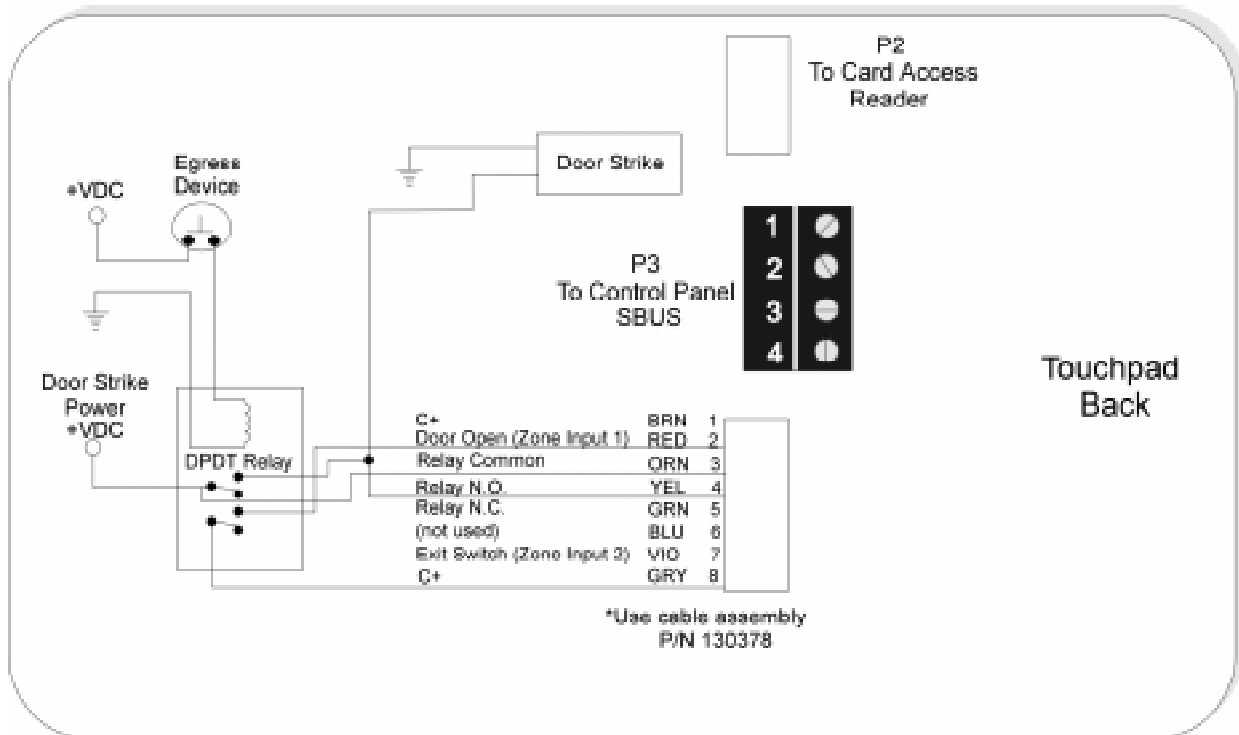 P2
To Card Access
Reader
Door Strike
Egress
Device
+VDC
P3
To Control Panel
SBUS
1
2
3
4
Touchpad
Back
Door Strike
Power
+VDC
DPDT Relay
C+ BRN 1
Door Open (Zone Input 1) RED 2
Relay Common ORN 3
Relay N.O. YEL 4
Relay N.C. GRN 5
(not used) BLU 6
Exit Switch (Zone Input 2) VIO 7
C+ GRY 8
*Use cable assembly
P/N 130378